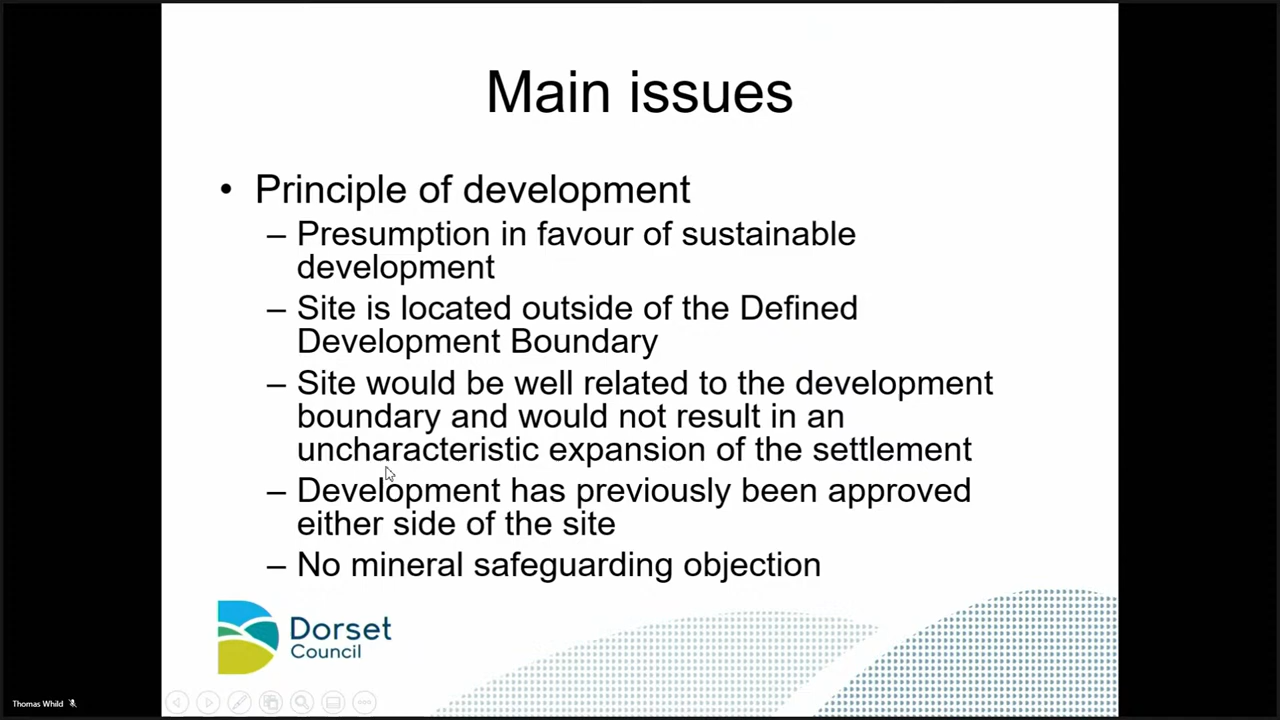 Main issues
• Principle of development
– Presumption in favour of sustainable
development
– Site is located outside of the Defined
Development Boundary
– Site would be well related to the development
boundary and would not result in an
uncharacteristic expansion of the settlement
– Development has previously been approved
either side of the site
– No mineral safeguarding objection
Dorset
Council
Thomas Whild